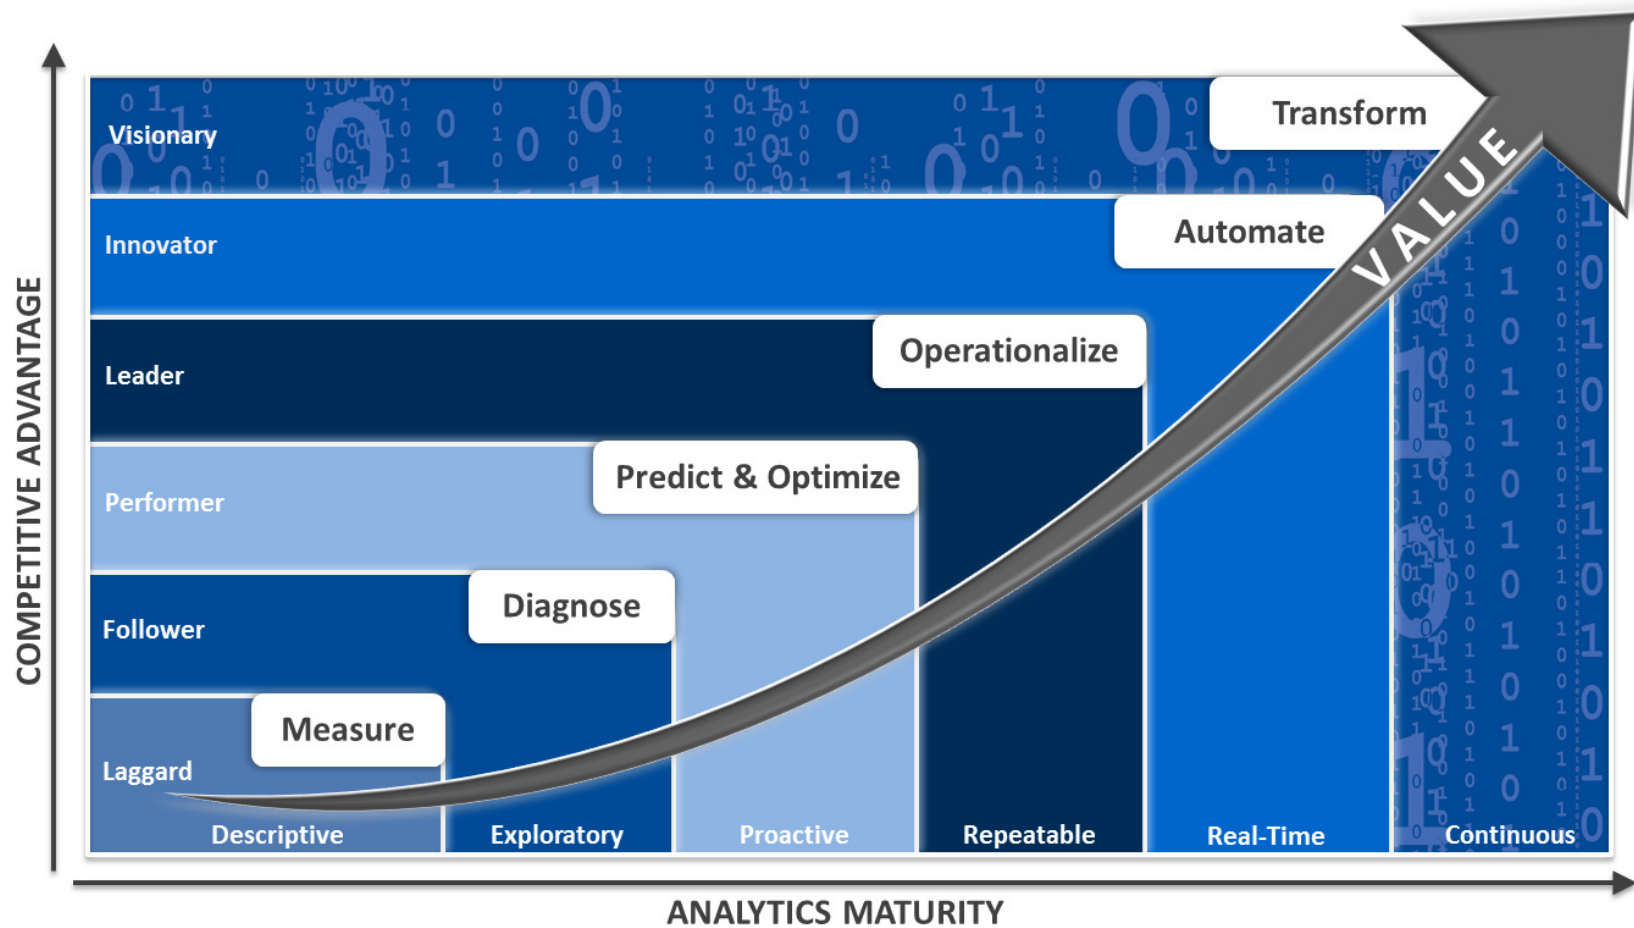 Visionary
Transform
Innovator
Automate
Leader
Operationalize
Performer
Predict & Optimize
Follower
Diagnose
Laggard
Measure
VALUE
Descriptive
Exploratory
Proactive
Repeatable
Real-Time
Continuous
COMPETITIVE ADVANTAGE
ANALYTICS MATURITY